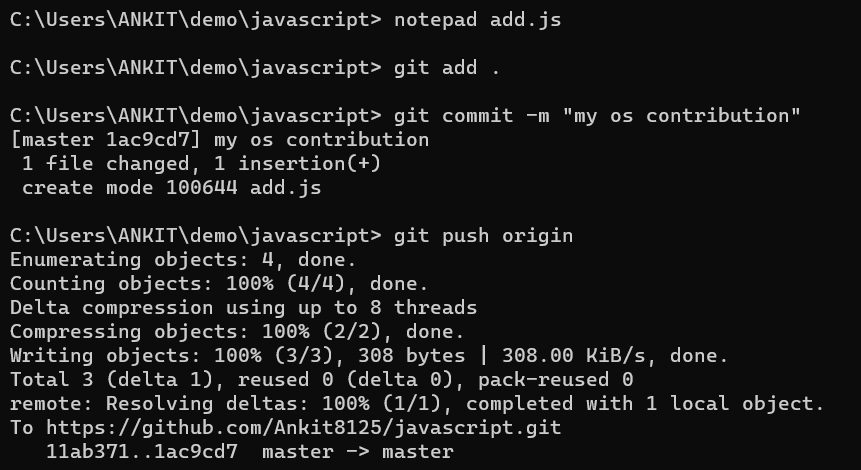 C:\Users\ANKIT\demo\javascript> notepad add.js
C:\Users\ANKIT\demo\javascript> git add .
C:\Users\ANKIT\demo\javascript> git commit -m "my os contribution"
[master 1ac9cd7] my os contribution
 1 file changed, 1 insertion(+)
 create mode 100644 add.js
C:\Users\ANKIT\demo\javascript> git push origin
Enumerating objects: 4, done.
Counting objects: 100% (4/4), done.
Delta compression using up to 8 threads
Compressing objects: 100% (2/2), done.
Writing objects: 100% (3/3), 308 bytes | 308.00 KiB/s, done.
Total 3 (delta 1), reused 0 (delta 0), pack-reused 0
remote: Resolving deltas: 100% (1/1), completed with 1 local object.
To https://github.com/Ankit8125/javascript.git
   11ab371..1ac9cd7  master -> master